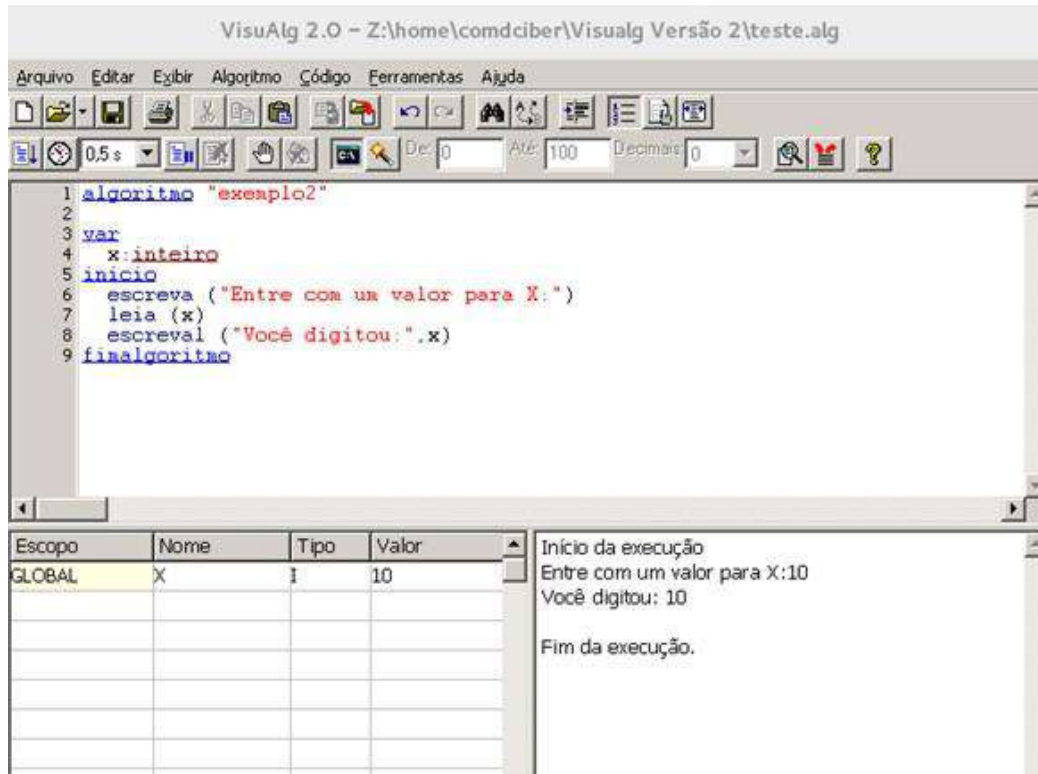 VisuAlg 2.0 – Z:\home\comdciber\Visualg Versão 2\teste.alg
Arquivo Editar Exibir Algoritmo Código Ferramentas Ajuda
0,5 s De: 0 Até: 100 Decimais: 0
1 algoritmo "exemplo2"
2
3 var
4 x:inteiro
5 inicio
6 escreva ("Entre com um valor para X:")
7 leia (x)
8 escreval ("Você digitou:",x)
9 fimalgoritmo
Escopo Nome Tipo Valor
GLOBAL X I 10
Início da execução
Entre com um valor para X:10
Você digitou: 10
Fim da execução.